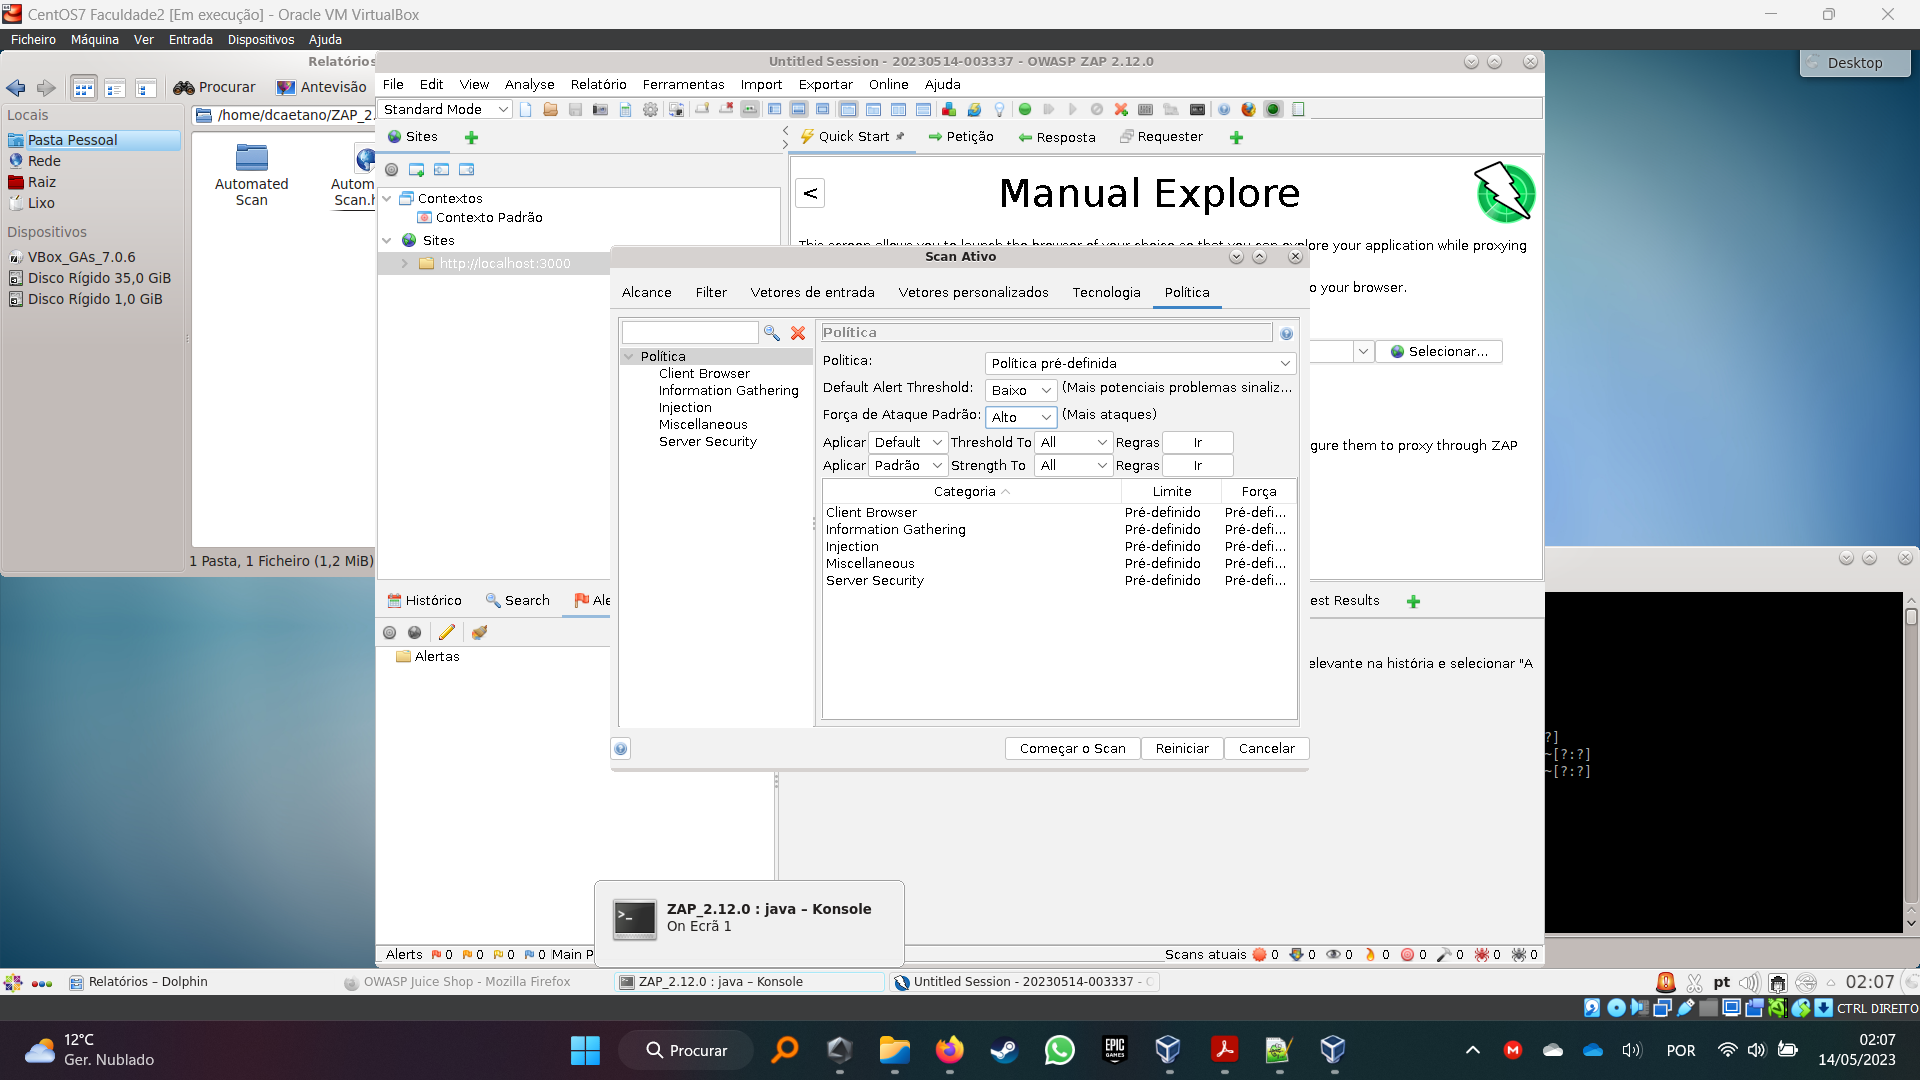 CentOS7 Faculdade2 [Em execução] - Oracle VM VirtualBox
Ficheiro Máquina Ver Entrada Dispositivos Ajuda
Relatórios
Procurar Antevisão
Locais
/home/dcaetano/ZAP_2.
Pasta Pessoal
Rede
Raiz
Lixo
Dispositivos
VBox_GAs_7.0.6
Disco Rígido 35,0 GiB
Disco Rígido 1,0 GiB
Automated
Scan
Autom
Scan.h
1 Pasta, 1 Ficheiro (1,2 MiB)
Untitled Session - 20230514-003337 - OWASP ZAP 2.12.0
File Edit View Analyse Relatório Ferramentas Import Exportar Online Ajuda
Standard Mode
Sites
Contextos
Contexto Padrão
Sites
http://localhost:3000
Quick Start Petição Resposta Requester
<
Manual Explore
This screen allows you to launch the browser of your choice so that you can explore your application while proxying
o your browser.
Selecionar...
gure them to proxy through ZAP
Scan Ativo
Alcance Filter Vetores de entrada Vetores personalizados Tecnologia Política
Política
Client Browser
Information Gathering
Injection
Miscellaneous
Server Security
Política
Politica: Política pré-definida
Default Alert Threshold: Baixo (Mais potenciais problemas sinaliz...
Força de Ataque Padrão: Alto (Mais ataques)
Aplicar Default Threshold To All Regras Ir
Aplicar Padrão Strength To All Regras Ir
Categoria Limite Força
Client Browser Pré-definido Pré-defi...
Information Gathering Pré-definido Pré-defi...
Injection Pré-definido Pré-defi...
Miscellaneous Pré-definido Pré-defi...
Server Security Pré-definido Pré-defi...
Começar o Scan Reiniciar Cancelar
Histórico Search Ale
est Results
Alertas
elevante na história e selecionar "A
?]
~[?:?]
~[?:?]
ZAP_2.12.0 : java – Konsole
On Ecrã 1
Alerts 0 0 0 0 Main P
Scans atuais 0 0 0 0 0 0 0 0
Desktop
Relatórios – Dolphin
OWASP Juice Shop - Mozilla Firefox
ZAP_2.12.0 : java – Konsole
Untitled Session - 20230514-003337 - O
pt
02:07
CTRL DIREITO
12°C
Ger. Nublado
Procurar
EPIC
GAMES
POR
02:07
14/05/2023